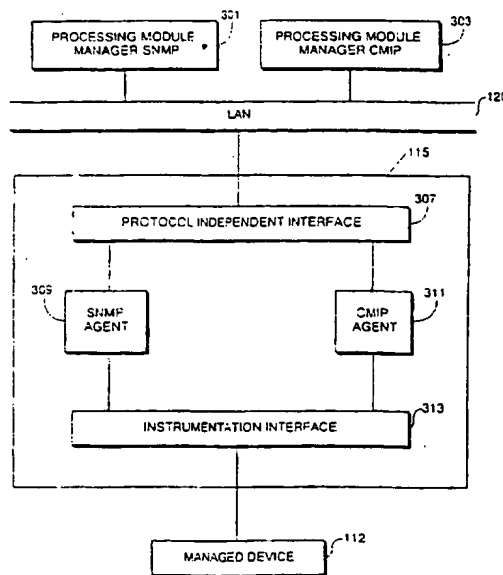 PROCESSING MODULE
MANAGER SNMP
301
PROCESSING MODULE
MANAGER CMIP
303
LAN
115
PROTOCOL INDEPENDENT INTERFACE
307
309
SNMP
AGENT
CMIP
AGENT
311
INSTRUMENTATION INTERFACE
313
MANAGED DEVICE
112